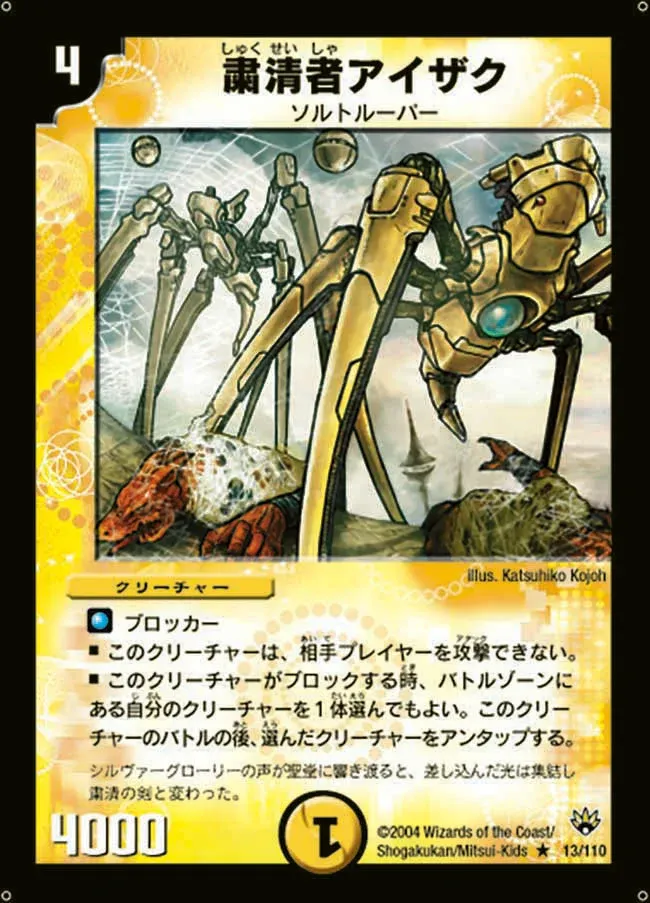 4
しゅく せい しゃ
粛清者アイザク
ソルトルーパー
illus. Katsuhiko Kojoh
クリーチャー
ブロッカー
■ このクリーチャーは、相手プレイヤーを攻撃できない。
■ このクリーチャーがブロックする時、バトルゾーンに
ある自分のクリーチャーを1体選んでもよい。このクリー
チャーのバトルの後、選んだクリーチャーをアンタップする。
シルヴァーグローリーの声が聖堂に響き渡ると、差し込んだ光は集結し
粛清の剣と変わった。
4000
1
©2004 Wizards of the Coast/
Shogakukan/Mitsui-Kids ★ 13/110